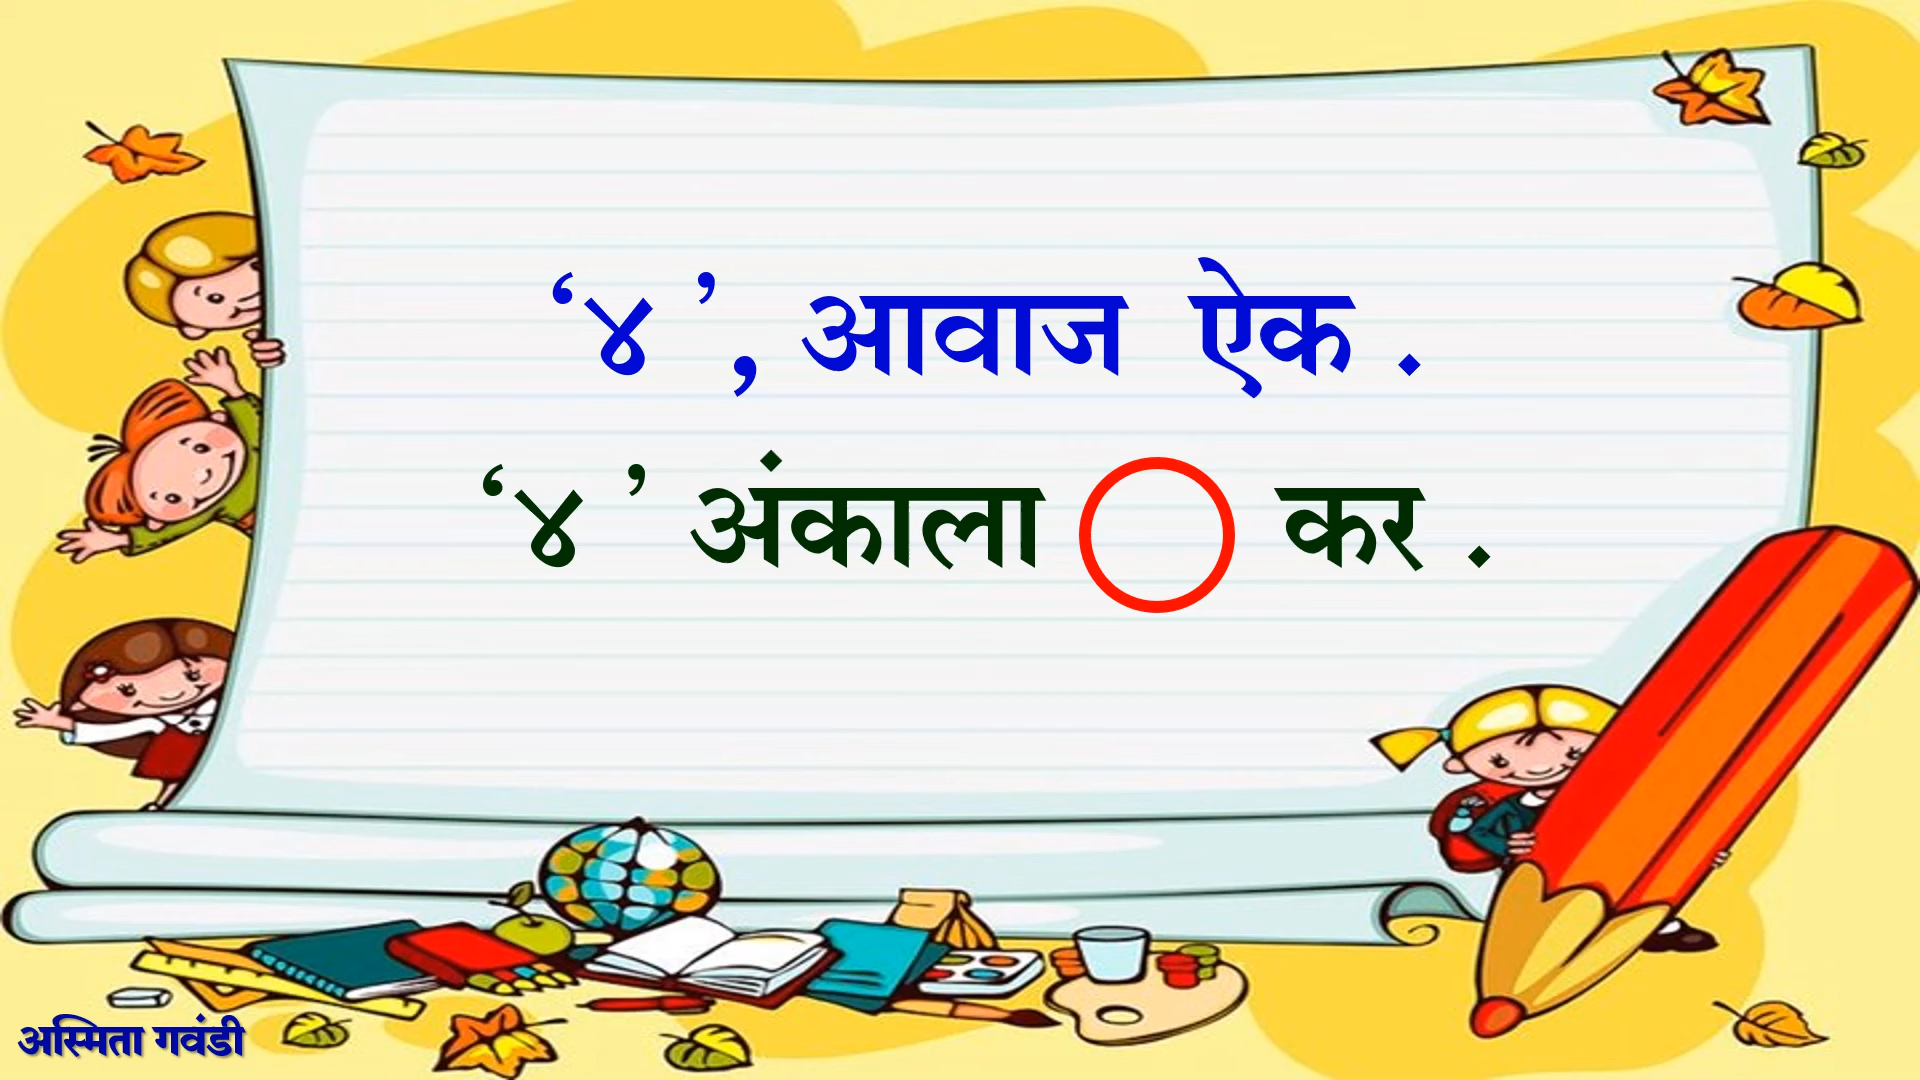 ‘४ ’, आवाज ऐक .
‘४ ’ अंकाला ◯ कर .
अस्मिता गवंडी